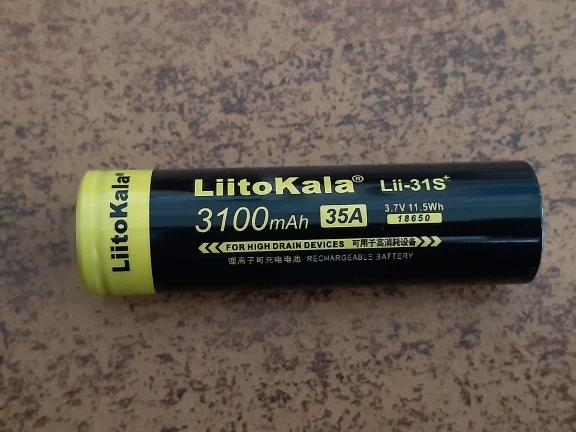 LiitoKala®
LiitoKala® Lii-31S+
3100mAh 35A 3.7V 11.5Wh
18650
FOR HIGH DRAIN DEVICES 可用于高消耗设备
锂离子可充电电池 RECHARGEABLE BATTERY